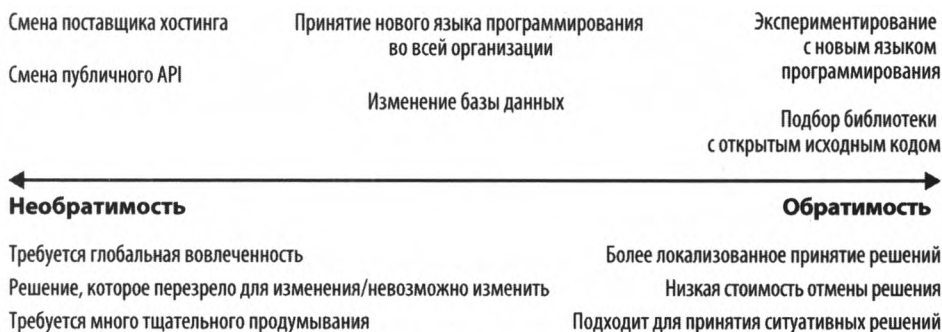 Смена поставщика хостинга
Смена публичного API
Принятие нового языка программирования
во всей организации
Изменение базы данных
Экспериментирование
с новым языком
программирования
Подбор библиотеки
с открытым исходным кодом
Необратимость
Обратимость
Требуется глобальная вовлеченность
Более локализованное принятие решений
Решение, которое перезрело для изменения/невозможно изменить
Низкая стоимость отмены решения
Требуется много тщательного продумывания
Подходит для принятия ситуативных решений